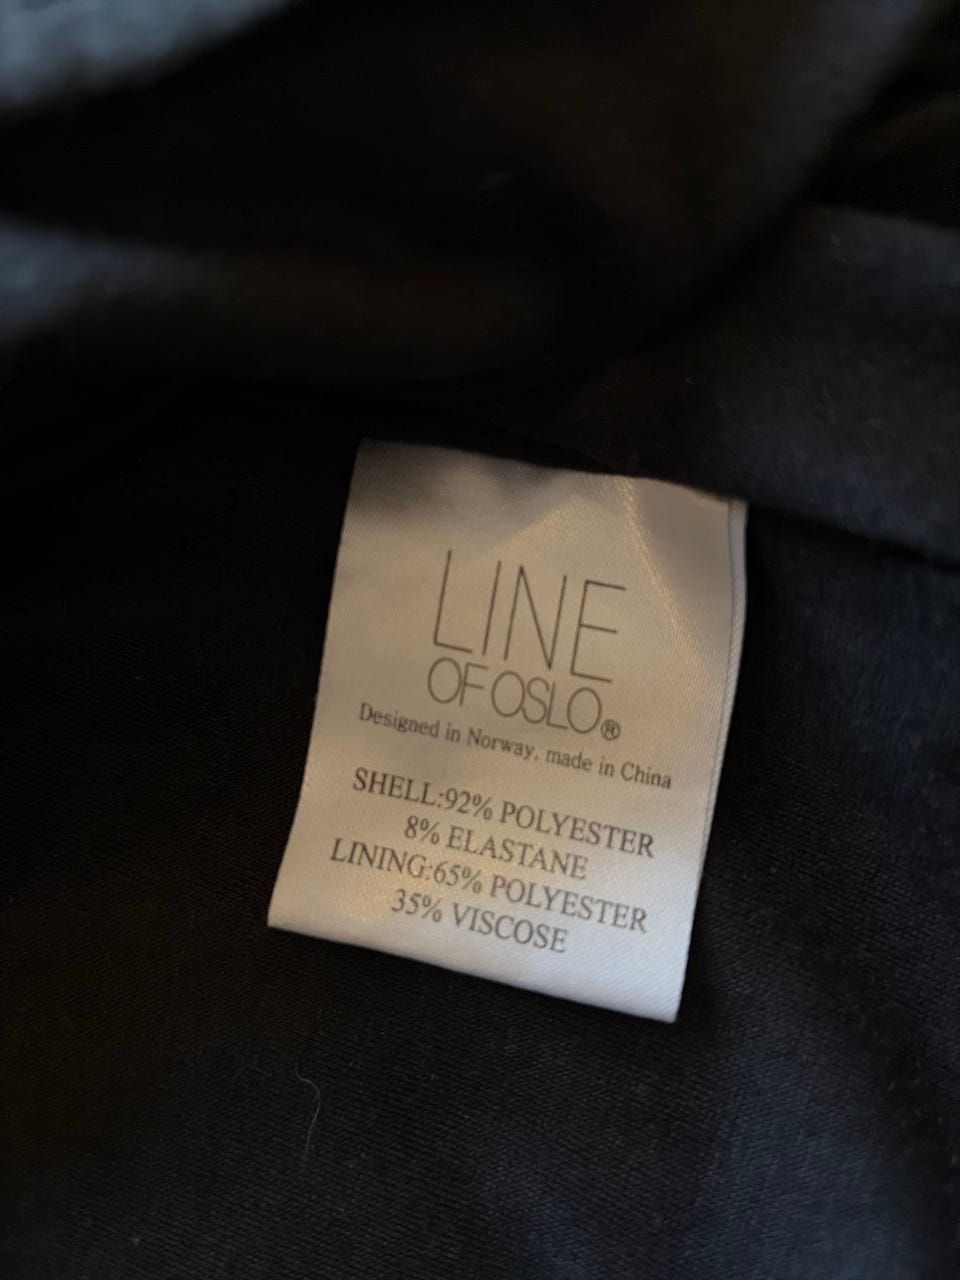 LINE
OF OSLO®
Designed in Norway, made in China
SHELL:92% POLYESTER
8% ELASTANE
LINING:65% POLYESTER
35% VISCOSE